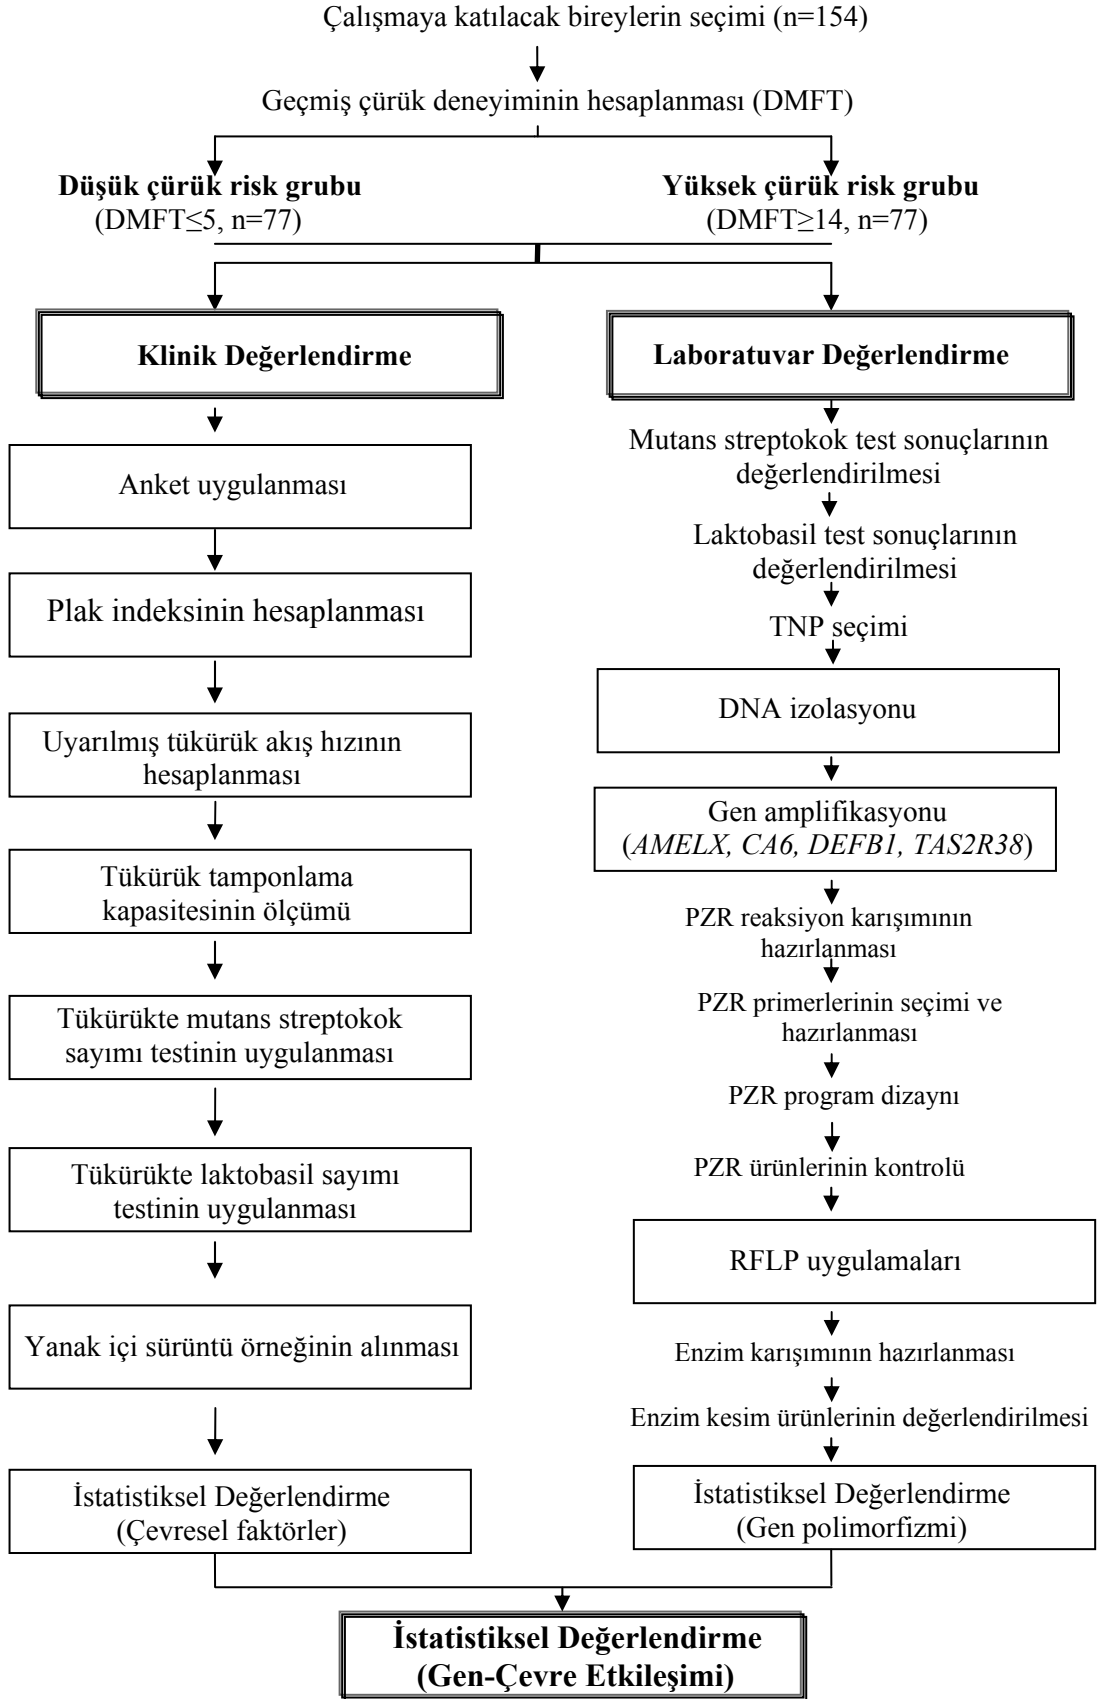 Çalışmaya katılacak bireylerin seçimi (n=154)
Geçmiş çürük deneyiminin hesaplanması (DMFT)
Düşük çürük risk grubu
(DMFT≤5, n=77)
Yüksek çürük risk grubu
(DMFT≥14, n=77)
Klinik Değerlendirme
Anket uygulanması
Plak indeksinin hesaplanması
Uyarılmış tükürük akış hızının
hesaplanması
Tükürük tamponlama
kapasitesinin ölçümü
Tükürükte mutans streptokok
sayımı testinin uygulanması
Tükürükte laktobasil sayımı
testinin uygulanması
Yanak içi sürüntü örneğinin alınması
İstatistiksel Değerlendirme
(Çevresel faktörler)
Laboratuvar Değerlendirme
Mutans streptokok test sonuçlarının
değerlendirilmesi
Laktobasil test sonuçlarının
değerlendirilmesi
TNP seçimi
DNA izolasyonu
Gen amplifikasyonu
(AMELX, CA6, DEFB1, TAS2R38)
PZR reaksiyon karışımının
hazırlanması
PZR primerlerinin seçimi ve
hazırlanması
PZR program dizaynı
PZR ürünlerinin kontrolü
RFLP uygulamaları
Enzim karışımının hazırlanması
Enzim kesim ürünlerinin değerlendirilmesi
İstatistiksel Değerlendirme
(Gen polimorfizmi)
İstatistiksel Değerlendirme
(Gen-Çevre Etkileşimi)